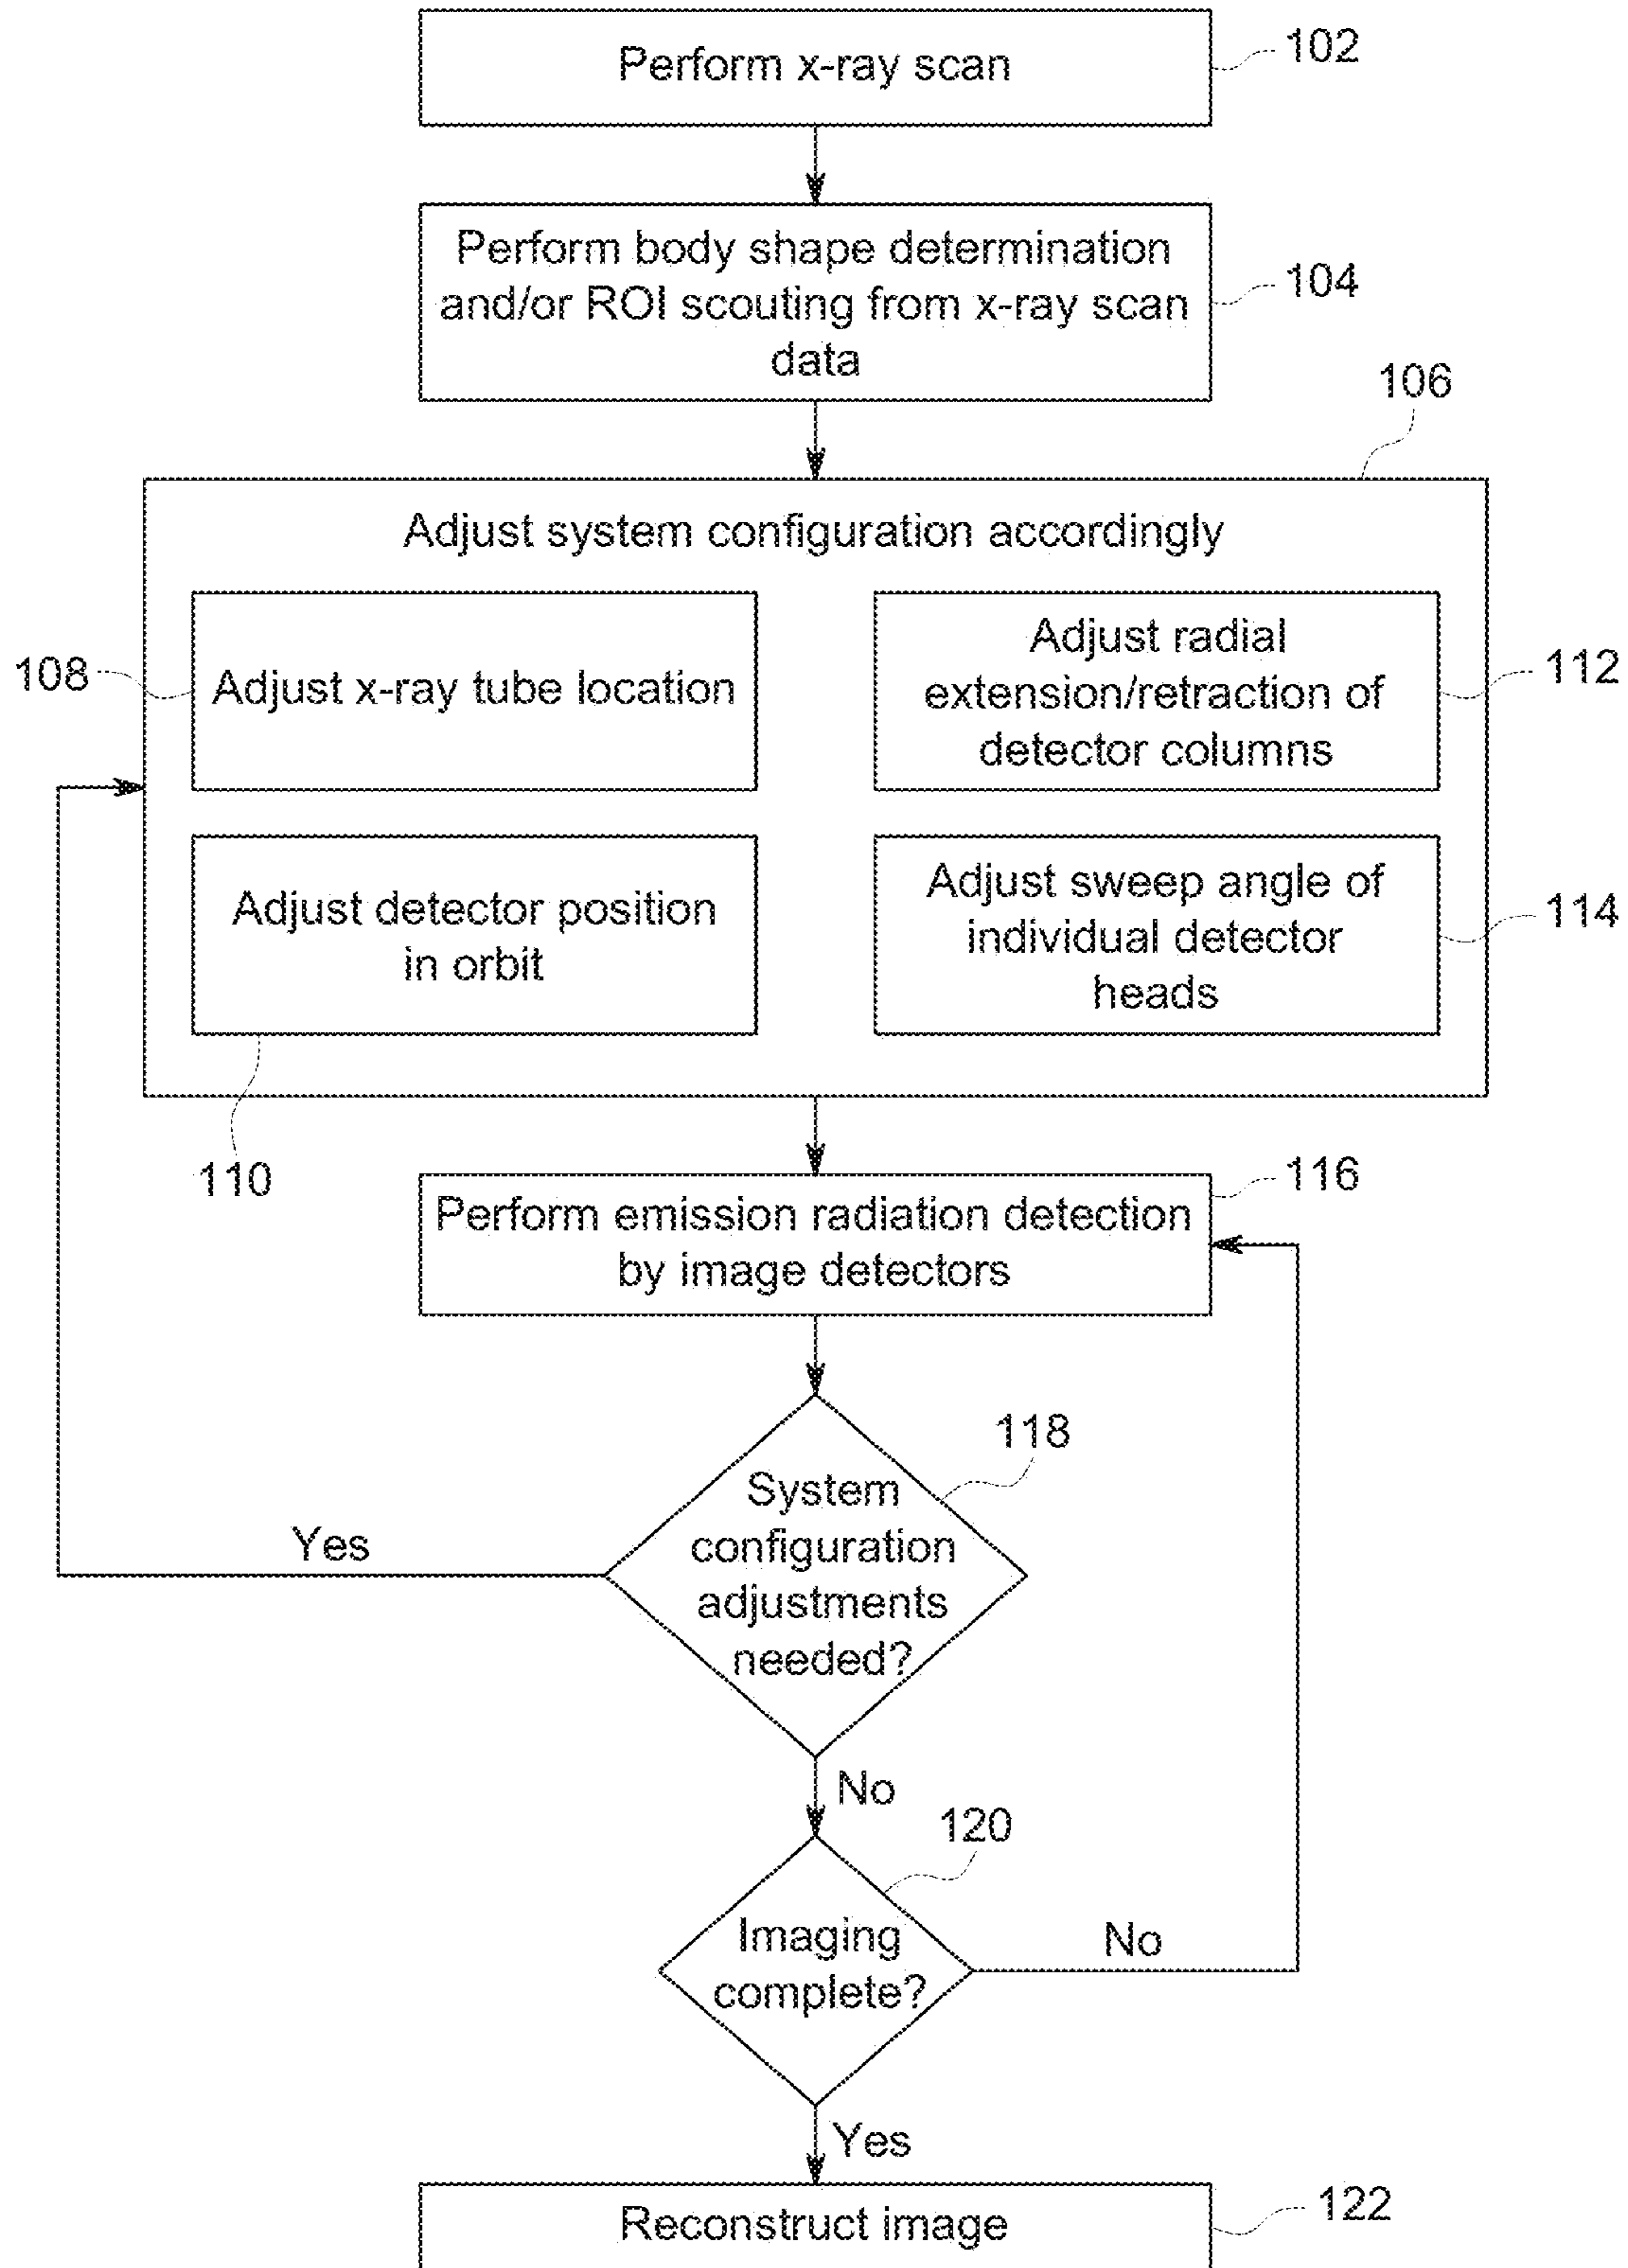 Perform x-ray scan
102
Perform body shape determination
and/or ROI scouting from x-ray scan
data
104
106
Adjust system configuration accordingly
108
Adjust x-ray tube location
Adjust radial
extension/retraction of
detector columns
112
Adjust detector position
in orbit
110
Adjust sweep angle of
individual detector
heads
114
Perform emission radiation detection
by image detectors
116
System
configuration
adjustments
needed?
118
Yes
No
Imaging
complete?
120
No
Yes
Reconstruct image
122